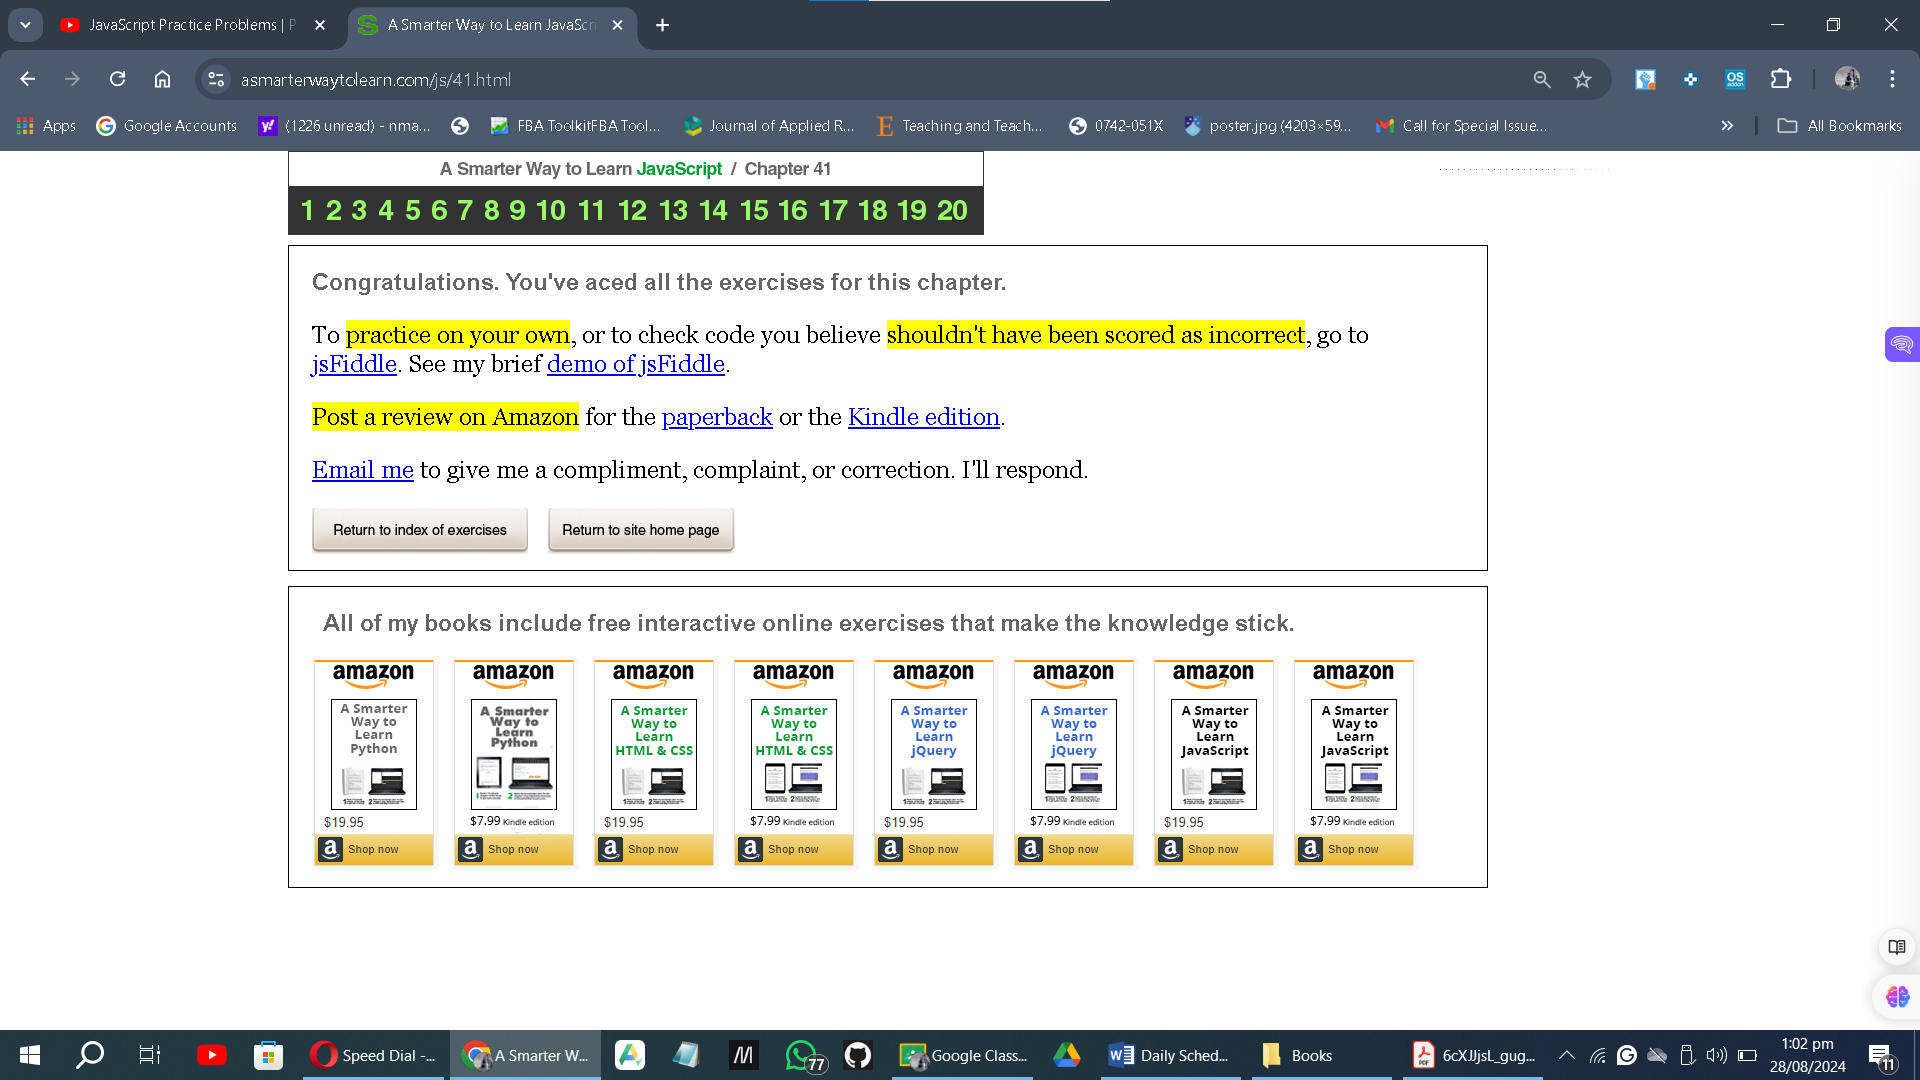 JavaScript Practice Problems | P
A Smarter Way to Learn JavaScri
asmarterwaytolearn.com/js/41.html
OS
addon
Apps
Google Accounts
(1226 unread) - nma...
FBA ToolkitFBA Tool...
Journal of Applied R...
Teaching and Teach...
0742-051X
poster.jpg (4203×59...
Call for Special Issue...
All Bookmarks
A Smarter Way to Learn JavaScript / Chapter 41
1 2 3 4 5 6 7 8 9 10 11 12 13 14 15 16 17 18 19 20
Congratulations. You've aced all the exercises for this chapter.
To practice on your own, or to check code you believe shouldn't have been scored as incorrect, go to
jsFiddle. See my brief demo of jsFiddle.
Post a review on Amazon for the paperback or the Kindle edition.
Email me to give me a compliment, complaint, or correction. I'll respond.
Return to index of exercises
Return to site home page
All of my books include free interactive online exercises that make the knowledge stick.
amazon
A Smarter
Way to
Learn
Python
$19.95
Shop now
amazon
A Smarter
Way to
Learn
Python
$7.99 Kindle edition
Shop now
amazon
A Smarter
Way to
Learn
HTML & CSS
$19.95
Shop now
amazon
A Smarter
Way to
Learn
HTML & CSS
$7.99 Kindle edition
Shop now
amazon
A Smarter
Way to
Learn
jQuery
$19.95
Shop now
amazon
A Smarter
Way to
Learn
jQuery
$7.99 Kindle edition
Shop now
amazon
A Smarter
Way to
Learn
JavaScript
$19.95
Shop now
amazon
A Smarter
Way to
Learn
JavaScript
$7.99 Kindle edition
Shop now
Speed Dial -...
A Smarter W...
77
Google Class...
Daily Sched...
Books
6cXJJjsL_gug...
1:02 pm
28/08/2024
11